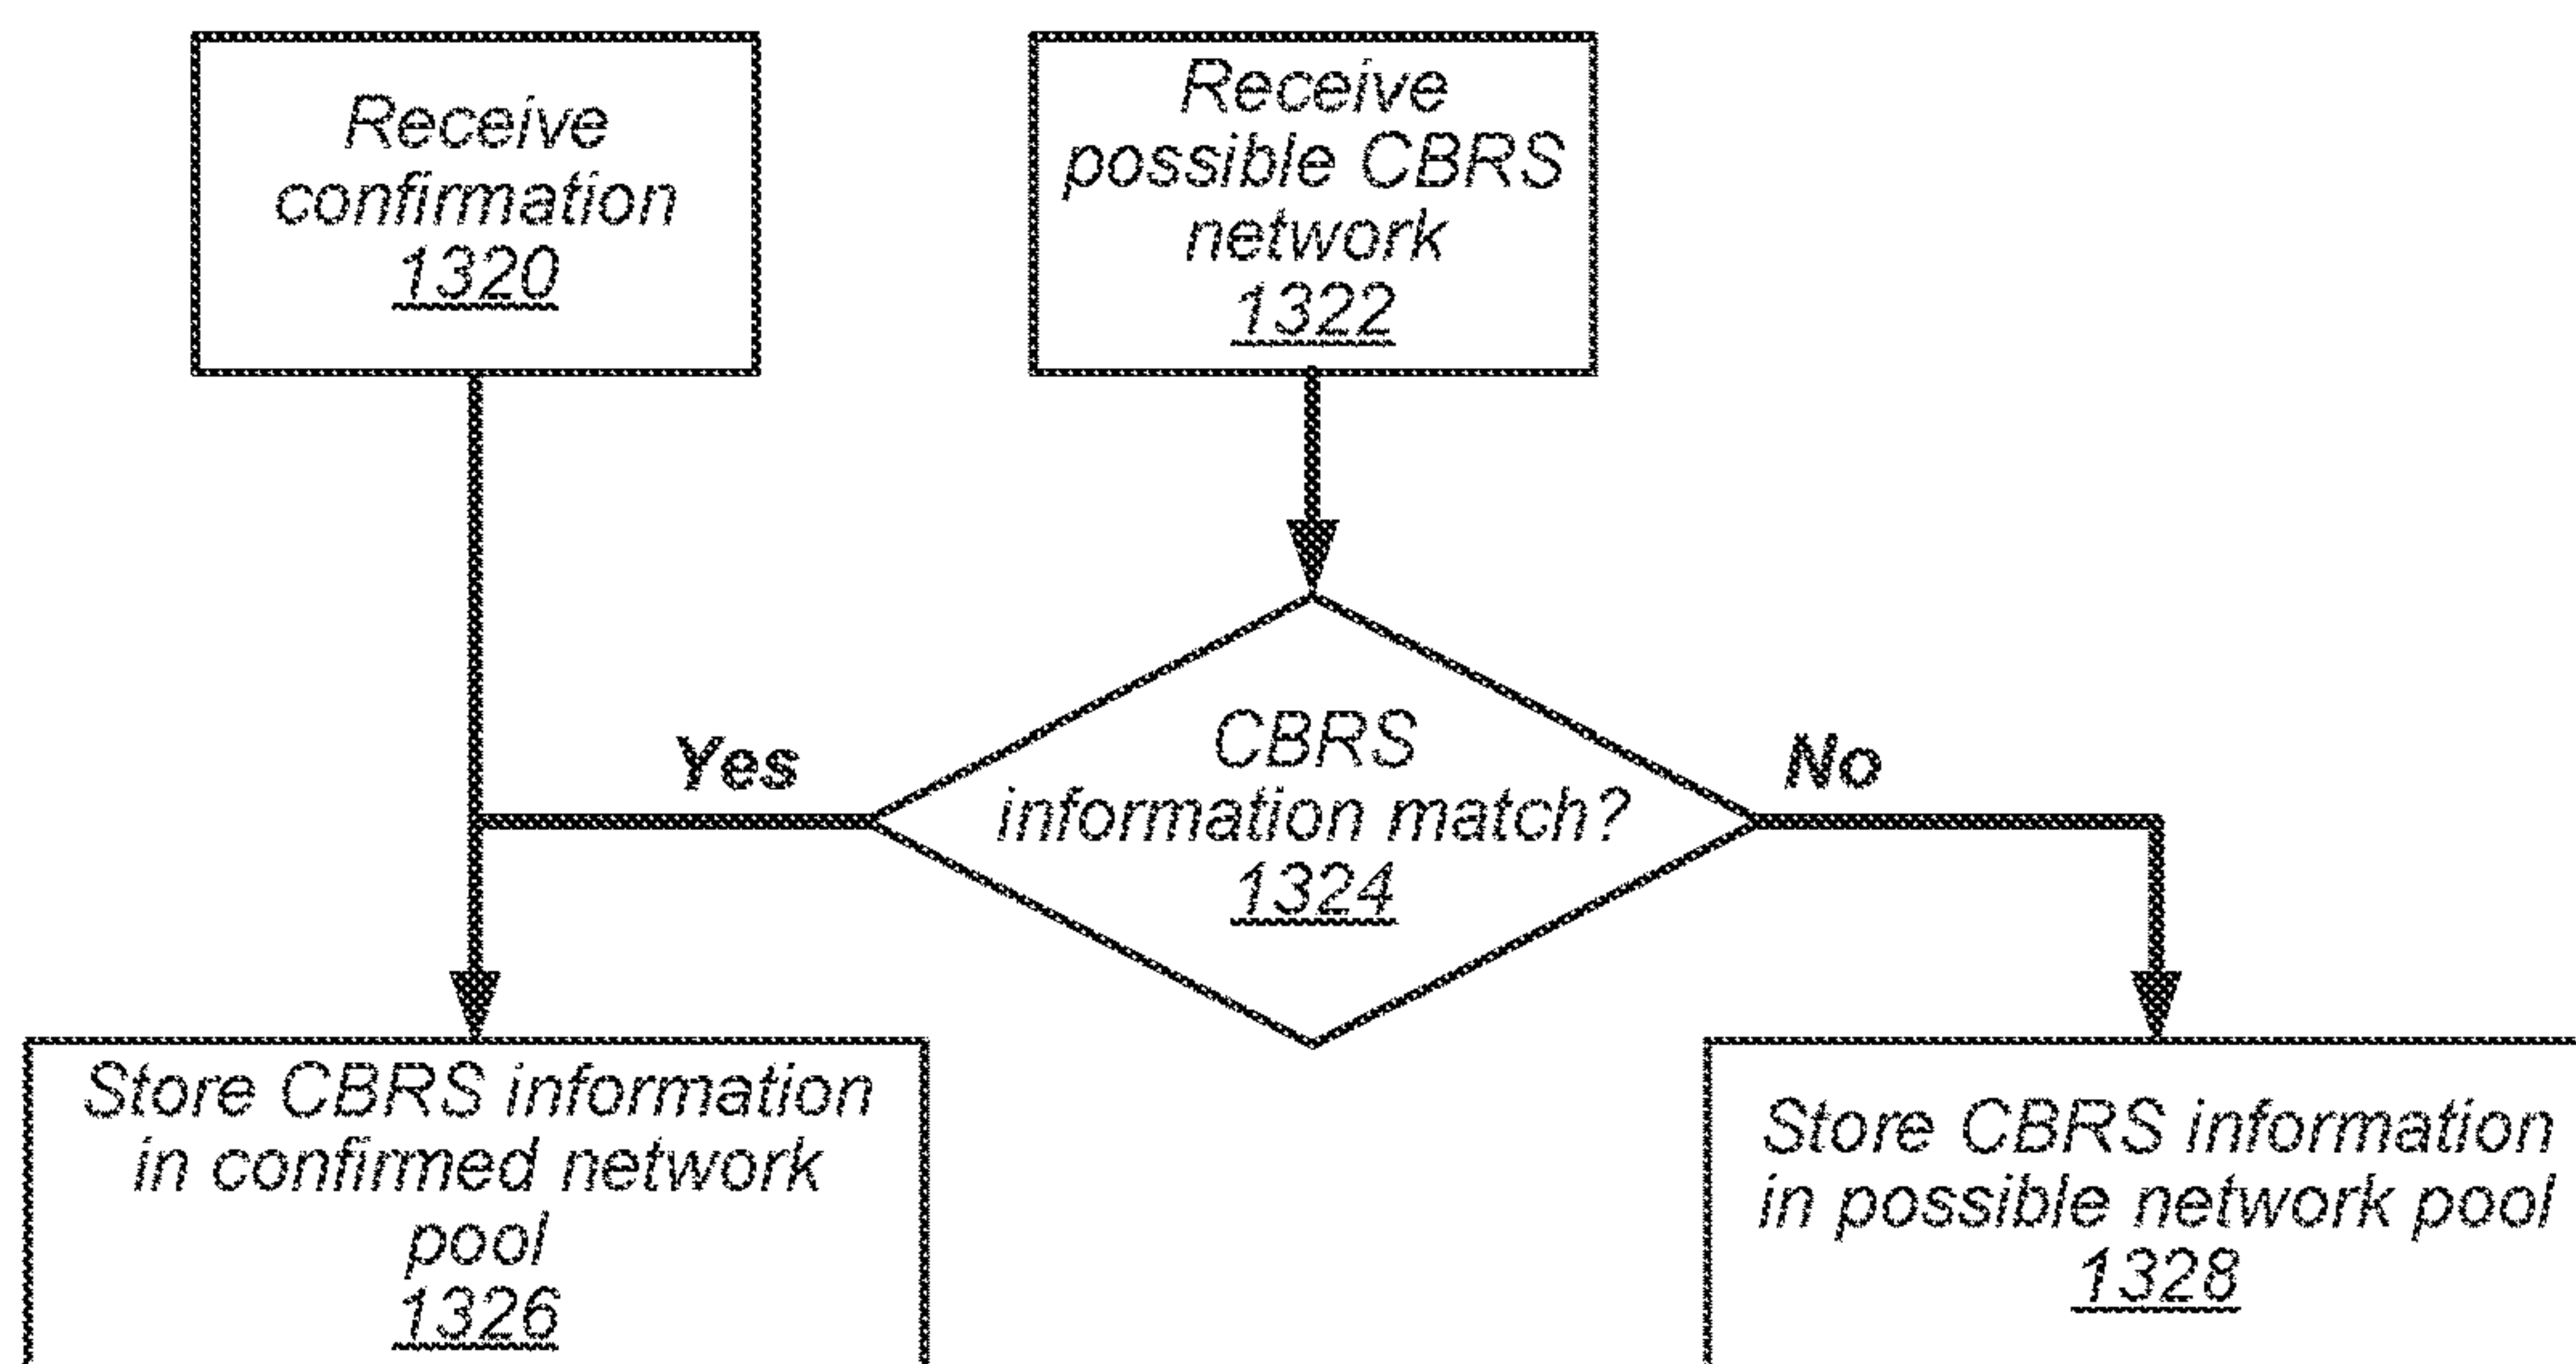 Receive
confirmation
1320
Receive
possible CBRS
network
1322
CBRS
information match?
1324
Yes
No
Store CBRS information
in confirmed network
pool
1326
Store CBRS information
in possible network pool
1328